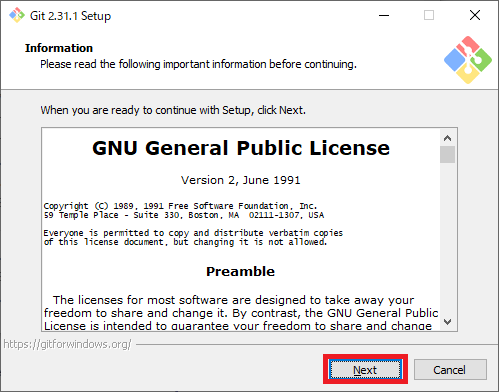 Git 2.31.1 Setup
Information
Please read the following important information before continuing.
When you are ready to continue with Setup, click Next.
GNU General Public License
Version 2, June 1991
Copyright (C) 1989, 1991 Free Software Foundation, Inc.
59 Temple Place - Suite 330, Boston, MA  02111-1307, USA
Everyone is permitted to copy and distribute verbatim copies
of this license document, but changing it is not allowed.
Preamble
The licenses for most software are designed to take away your
freedom to share and change it. By contrast, the GNU General Public
License is intended to guarantee your freedom to share and change
https://gitforwindows.org/
Next
Cancel